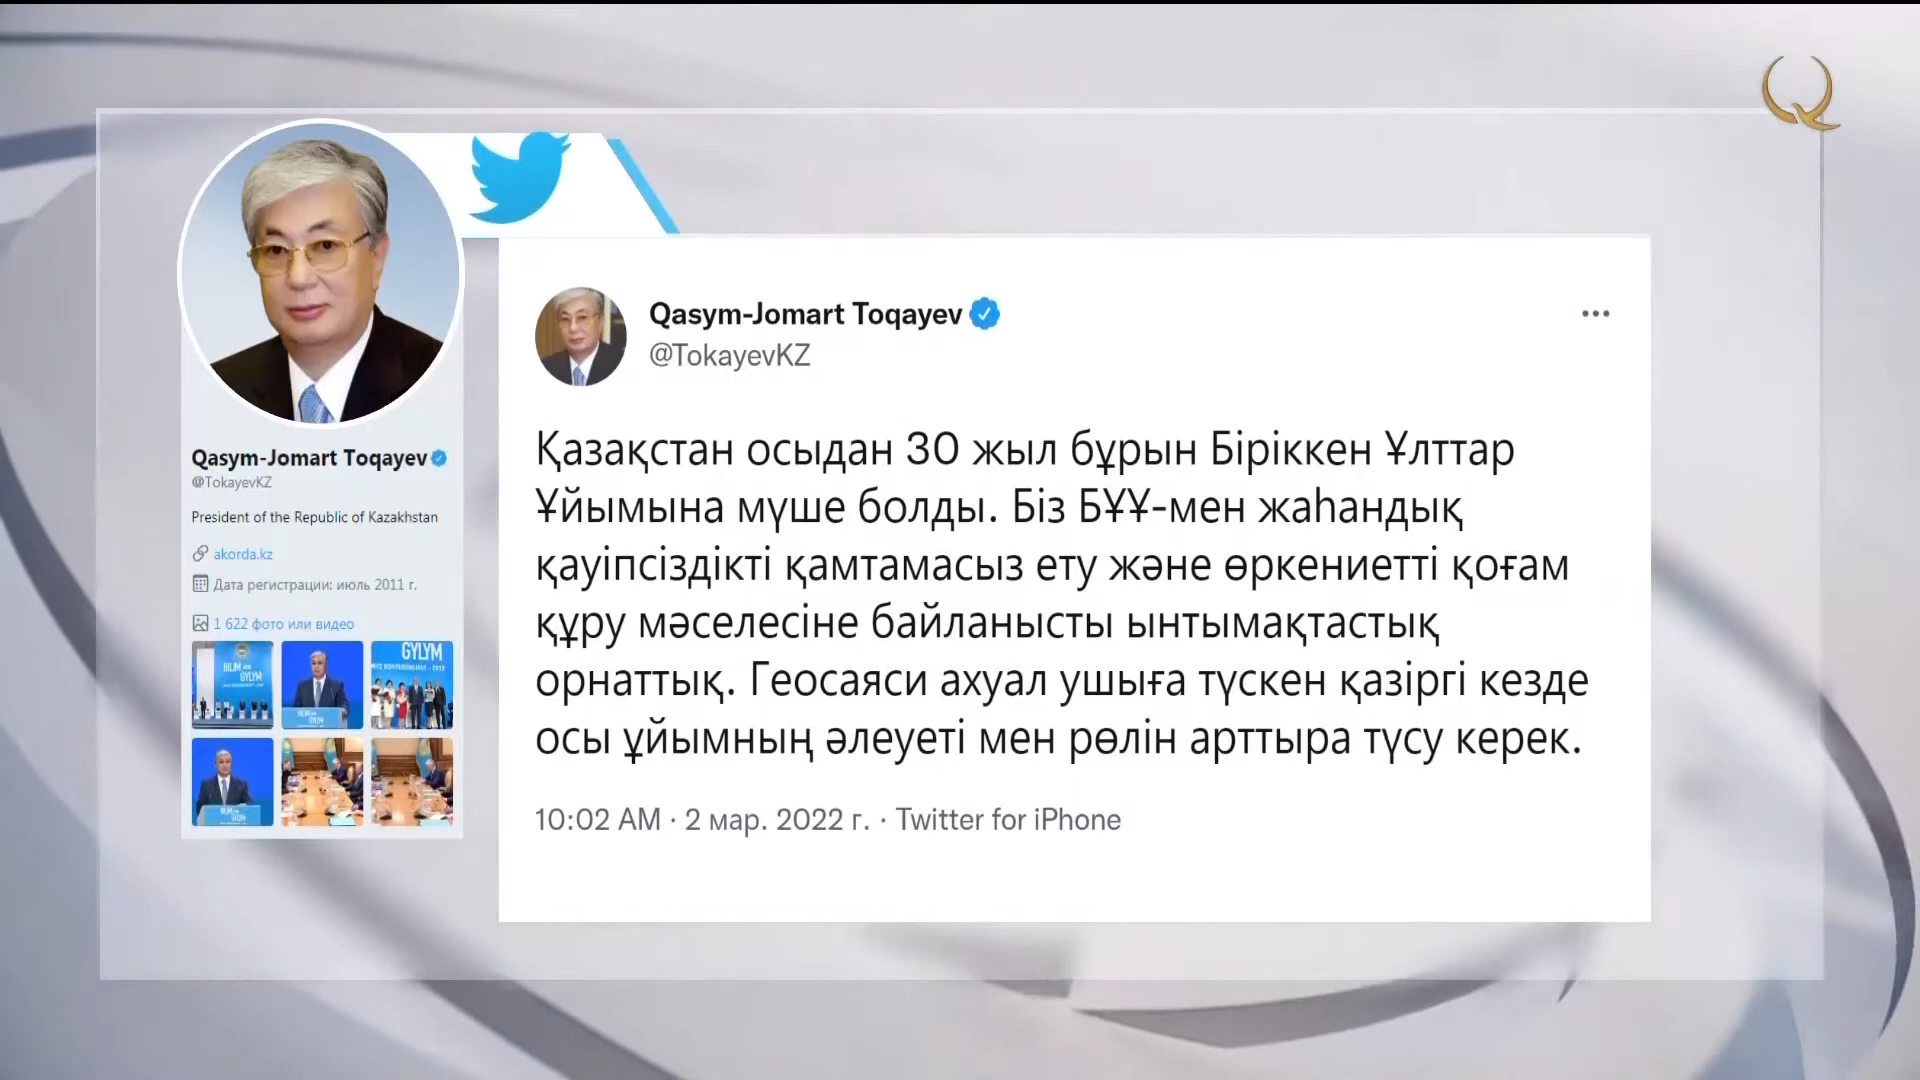 Qasym-Jomart Toqayev
@TokayevKZ
President of the Republic of Kazakhstan
akorda.kz
Дата регистрации: июль 2011 г.
1 622 фото или видео
BILIM
GYLYM
GYLYM
Qasym-Jomart Toqayev
@TokayevKZ
Қазақстан осыдан 30 жыл бұрын Біріккен Ұлттар
Ұйымына мүше болды. Біз БҰҰ-мен жаһандық
қауіпсіздікті қамтамасыз ету және өркениетті қоғам
құру мәселесіне байланысты ынтымақтастық
орнаттық. Геосаяси ахуал ушыға түскен қазіргі кезде
осы ұйымның әлеуеті мен рөлін арттыра түсу керек.
10:02 AM · 2 мар. 2022 г. · Twitter for iPhone